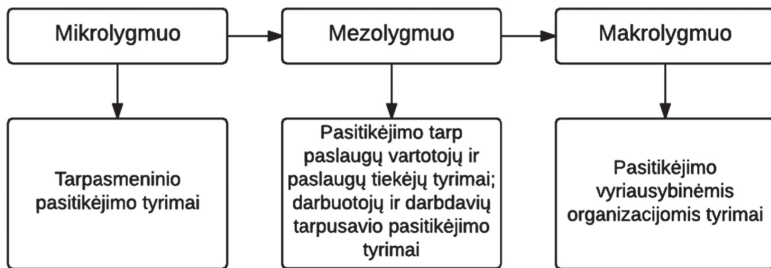 Mikrolygmuo
Mezolygmuo
Makrolygmuo
Tarpasmeninio
pasitikėjimo tyrimai
Pasitikėjimo tarp
paslaugų vartotojų ir
paslaugų tiekėjų tyrimai;
darbuotojų ir darbdavių
tarpusavio pasitikėjimo
tyrimai
Pasitikėjimo
vyriausybinėmis
organizacijomis tyrimai